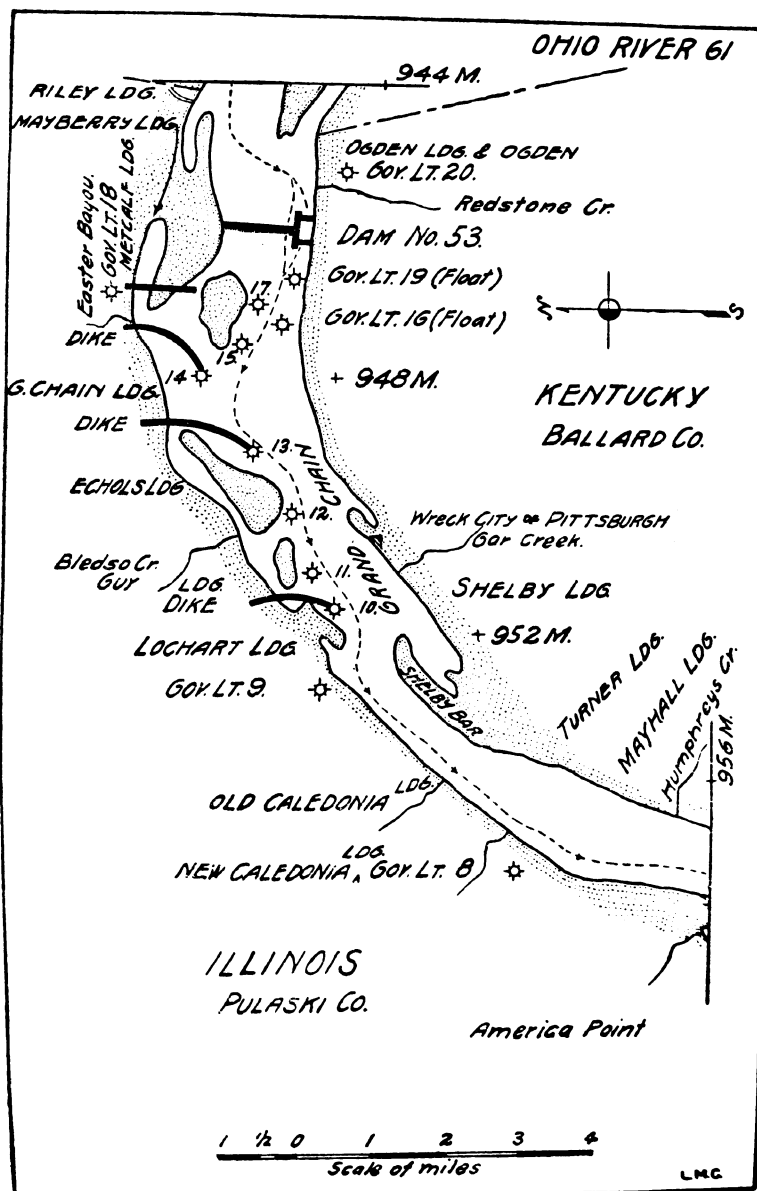 OHIO RIVER 61
944 M.
RILEY LDG.
MAYBERRY LDG.
OGDEN LDG. & OGDEN
GOV. LT. 20.
Redstone Cr.
Easter Bayou.
GOV. LT. 18
METCALF LDG.
DAM No. 53.
GOV. LT. 19 (Float)
17.
GOV. LT. 16 (Float)
N
S
DIKE
15.
14
948 M.
G. CHAIN LDG.
KENTUCKY
BALLARD CO.
DIKE
13.
GRAND CHAIN
ECHOLS LDG
12.
Wreck CITY OF PITTSBURGH
Gar Creek.
Bledso Cr.
GUY LDG.
11.
DIKE
10.
SHELBY LDG.
952 M.
LOCHART LDG.
GOV. LT. 9.
SHELBY BAR
TURNER LDG.
MAYHALL LDG.
Humphreys Cr.
956 M.
OLD CALEDONIA LDG.
NEW CALEDONIA LDG. GOV. LT. 8
ILLINOIS
PULASKI CO.
America Point
1 1/2 0 1 2 3 4
Scale of miles
L.M.G.